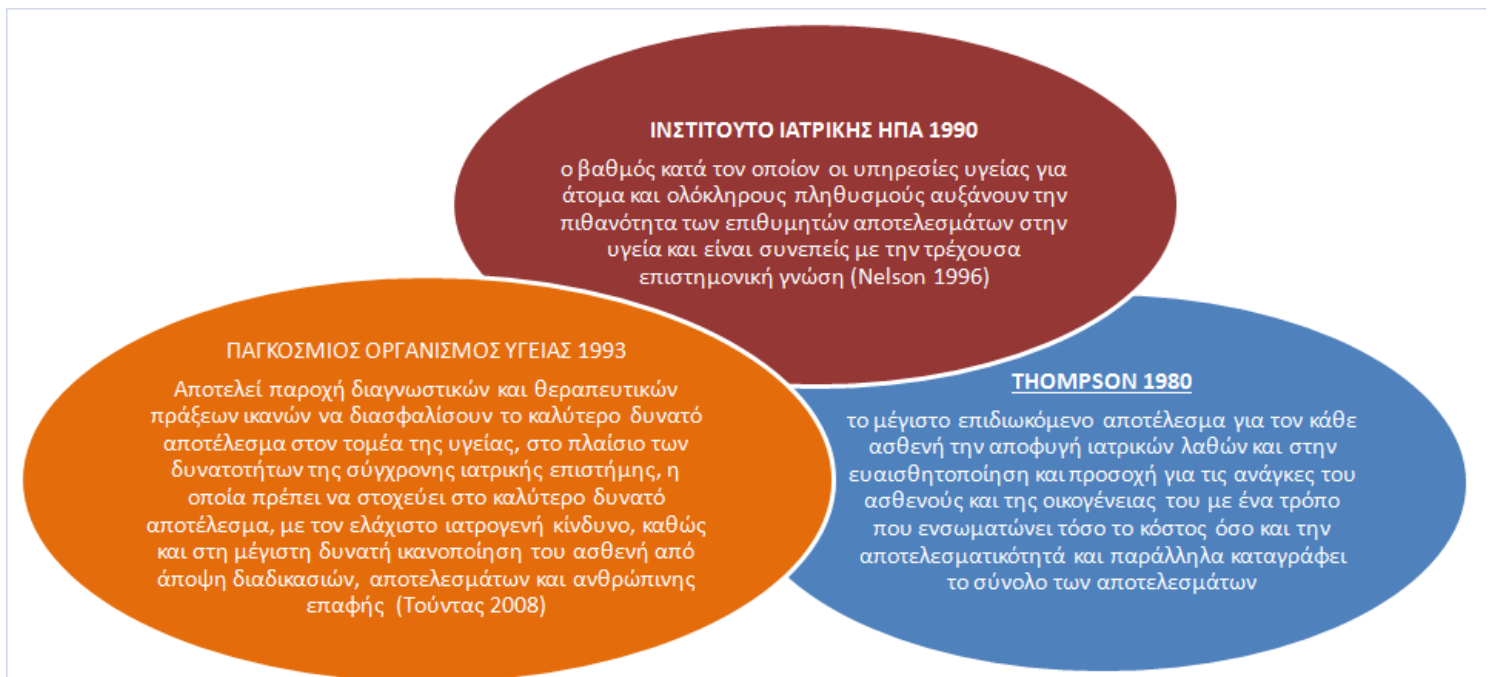 ΙΝΣΤΙΤΟΥΤΟ ΙΑΤΡΙΚΗΣ ΗΠΑ 1990
ο βαθμός κατά τον οποίον οι υπηρεσίες υγείας για
άτομα και ολόκληρους πληθυσμούς αυξάνουν την
πιθανότητα των επιθυμητών αποτελεσμάτων στην
υγεία και είναι συνεπείς με την τρέχουσα
επιστημονική γνώση (Nelson 1996)
ΠΑΓΚΟΣΜΙΟΣ ΟΡΓΑΝΙΣΜΟΣ ΥΓΕΙΑΣ 1993
Αποτελεί παροχή διαγνωστικών και θεραπευτικών
πράξεων ικανών να διασφαλίσουν το καλύτερο δυνατό
αποτέλεσμα στον τομέα της υγείας, στο πλαίσιο των
δυνατοτήτων της σύγχρονης ιατρικής επιστήμης, η
οποία πρέπει να στοχεύει στο καλύτερο δυνατό
αποτέλεσμα, με τον ελάχιστο ιατρογενή κίνδυνο, καθώς
και στη μέγιστη δυνατή ικανοποίηση του ασθενή από
άποψη διαδικασιών, αποτελεσμάτων και ανθρώπινης
επαφής (Τούντας 2008)
THOMPSON 1980
το μέγιστο επιδιωκόμενο αποτέλεσμα για τον κάθε
ασθενή την αποφυγή ιατρικών λαθών και στην
ευαισθητοποίηση και προσοχή για τις ανάγκες του
ασθενούς και της οικογένειας του με ένα τρόπο
που ενσωματώνει τόσο το κόστος όσο και την
αποτελεσματικότητά και παράλληλα καταγράφει
το σύνολο των αποτελεσμάτων